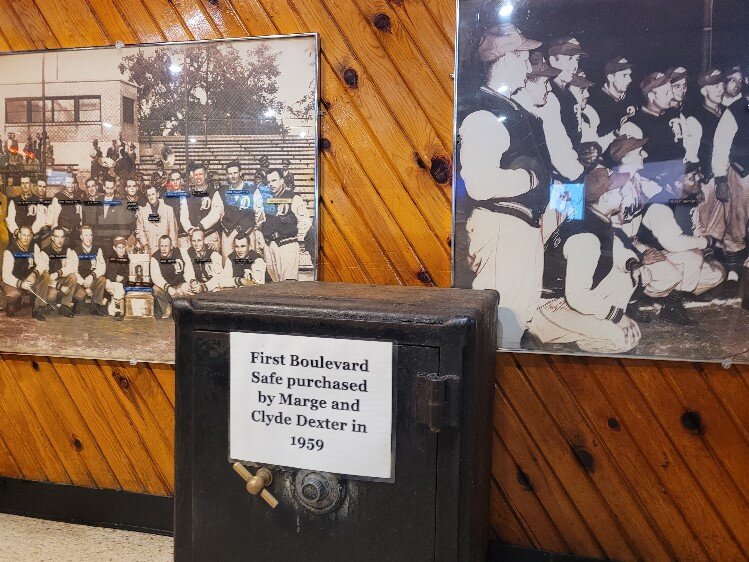 First Boulevard
Safe purchased
by Marge and
Clyde Dexter in
1959
D
D
D
D